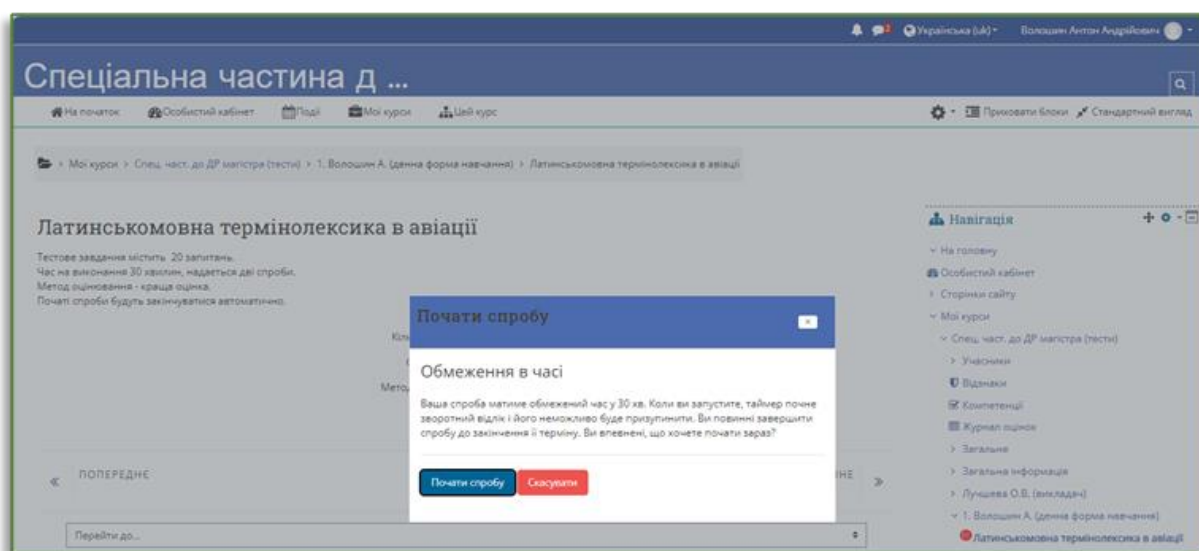 Українська (uk)
Волошин Антон Андрійович
Спеціальна частина д ...
На початок
Особистий кабінет
Події
Мої курси
Цей курс
Приховати блоки
Стандартний вигляд
Мої курси > Спец. част. до ДР магістра (тести) > 1. Волошин А. (денна форма навчання) > Латинськомовна термінолексика в авіації
Латинськомовна термінолексика в авіації
Тестове завдання містить 20 запитань.
Час на виконання 30 хвилин, надається дві спроби.
Метод оцінювання - краща оцінка.
Початі спроби будуть закінчуватися автоматично.
Почати спробу
Обмеження в часі
Ваша спроба матиме обмежений час у 30 хв. Коли ви запустите, таймер почне
зворотний відлік і його неможливо буде призупинити. Ви повинні завершити
спробу до закінчення її терміну. Ви впевнені, що хочете почати зараз?
Почати спробу
Скасувати
ПОПЕРЕДНЄ
Перейти до...
Навігація
На головну
Особистий кабінет
Сторінки сайту
Мої курси
Спец. част. до ДР магістра (тести)
Учасники
Відзнаки
Компетенції
Журнал оцінок
Загальне
Загальна інформація
Лучшева О.В. (викладач)
1. Волошин А. (денна форма навчання)
Латинськомовна термінолексика в авіації